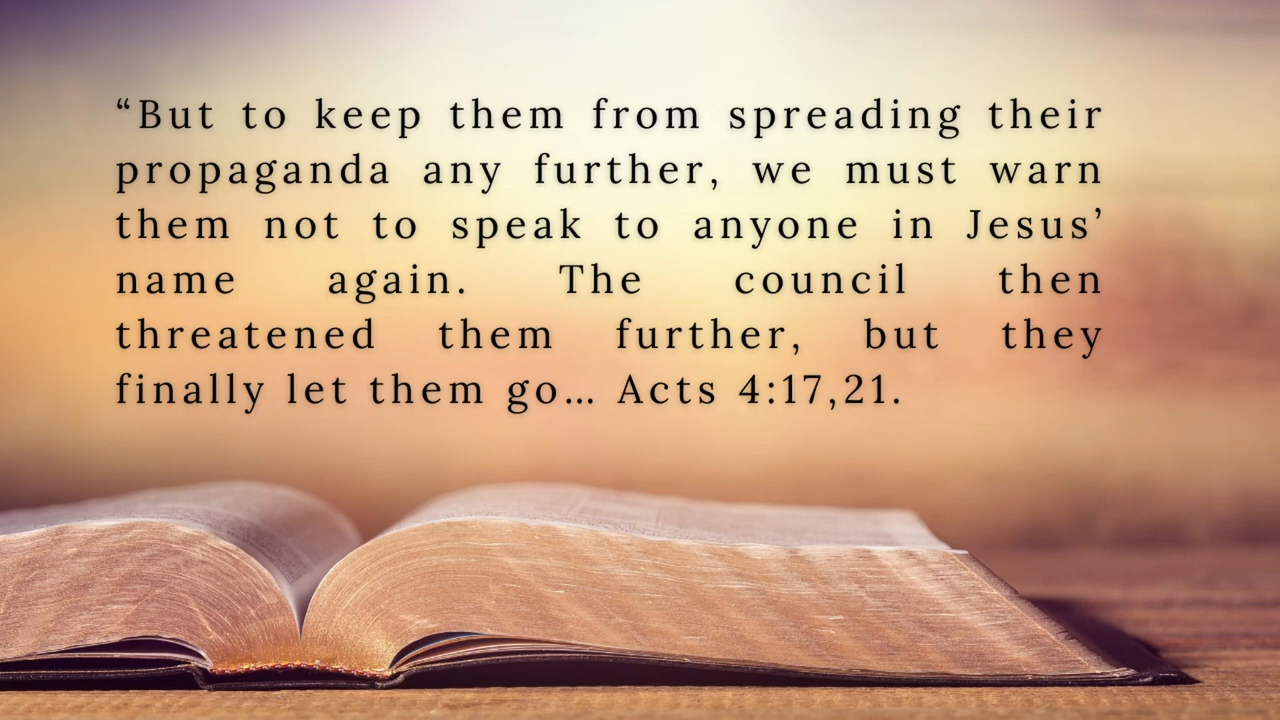 “But to keep them from spreading their
propaganda any further, we must warn
them not to speak to anyone in Jesus’
name again. The council then
threatened them further, but they
finally let them go… Acts 4:17,21.